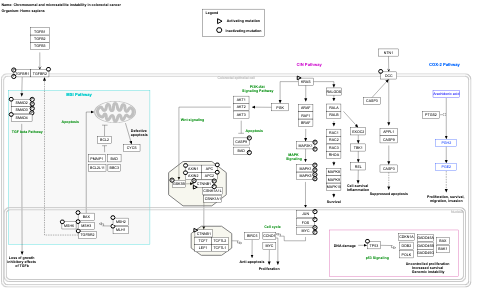 Name: Chromosomal and microsatellite instability in colorectal cancer
Organism: Homo sapiens
Legend
Activating mutation
Inactivating mutation
TGFB1
TGFB2
TGFB3
TGFBR1
TGFBR2
NTN1
DCC
CIN Pathway
COX-2 Pathway
MSI Pathway
SMAD2
SMAD3
SMAD4
TGF beta Pathway
Apoptosis
BCL2
CYCS
Defective
apoptosis
PMAIP1
BAD
BCL2L11
BBC3
BAX
MSH6
MSH3
TGFBR2
MSH2
MLH1
Loss of growth
inhibitory effects
of TGFB
PI3K-Akt
Signaling Pathway
AKT1
AKT2
AKT3
PI3K
Apoptosis
CASP9
BAD
Wnt signaling
AXIN1
AXIN2
APC
APC2
GSK3B
CTNNB1
CSNK1A1L
CSNK1A1
CTNNB1
TCF7
TCF7L1
LEF1
TCF7L2
KRAS
ARAF
RAF1
BRAF
MAP2K1
MAPK
Signaling
MAPK1
MAPK3
RALGDS
RALA
RALB
RAC1
RAC2
RAC3
RHOA
MAPK8
MAPK9
Survival
EXOC2
TBK1
REL
Cell survival
inflammation
CASP3
APPL1
CASP9
CASP3
Suppressed apoptosis
Arachidonic acid
PTGS2
PGH2
PGE2
Proliferation, survival,
migration, invasion
JUN
FOS
MYC
Cell cycle
BIRC5
CCND1
MYC
Anti-apoptosis
Proliferation
DNA damage
TP53
p53 Signaling
CDKN1A
DDB2
POLK
GADD45A
GADD45B
GADD45G
BAX
BAK1
Uncontrolled proliferation
Increased survival
Genomic instability